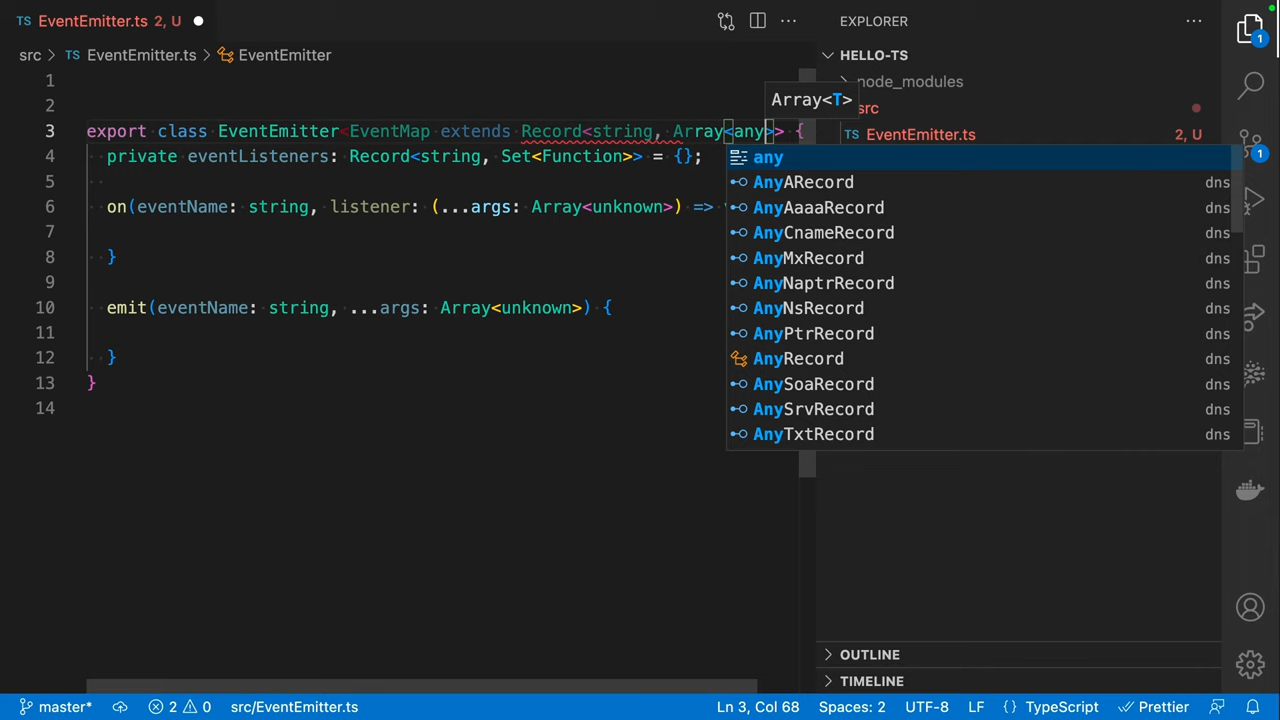 TS EventEmitter.ts 2, U
src > TS EventEmitter.ts > EventEmitter
1
2
3 export class EventEmitter<EventMap extends Record<string, Array<any>> {
4 private eventListeners: Record<string, Set<Function>> = {};
5
6 on(eventName: string, listener: (...args: Array<unknown>) =>
7
8 }
9
10 emit(eventName: string, ...args: Array<unknown>) {
11
12 }
13 }
14
Array<T>
any
AnyARecord dns
AnyAaaaRecord dns
AnyCnameRecord dns
AnyMxRecord dns
AnyNaptrRecord dns
AnyNsRecord dns
AnyPtrRecord dns
AnyRecord dns
AnySoaRecord dns
AnySrvRecord dns
AnyTxtRecord dns
EXPLORER
HELLO-TS
node_modules
src
TS EventEmitter.ts 2, U
OUTLINE
TIMELINE
1
1
master* 2 0 src/EventEmitter.ts Ln 3, Col 68 Spaces: 2 UTF-8 LF {} TypeScript Prettier